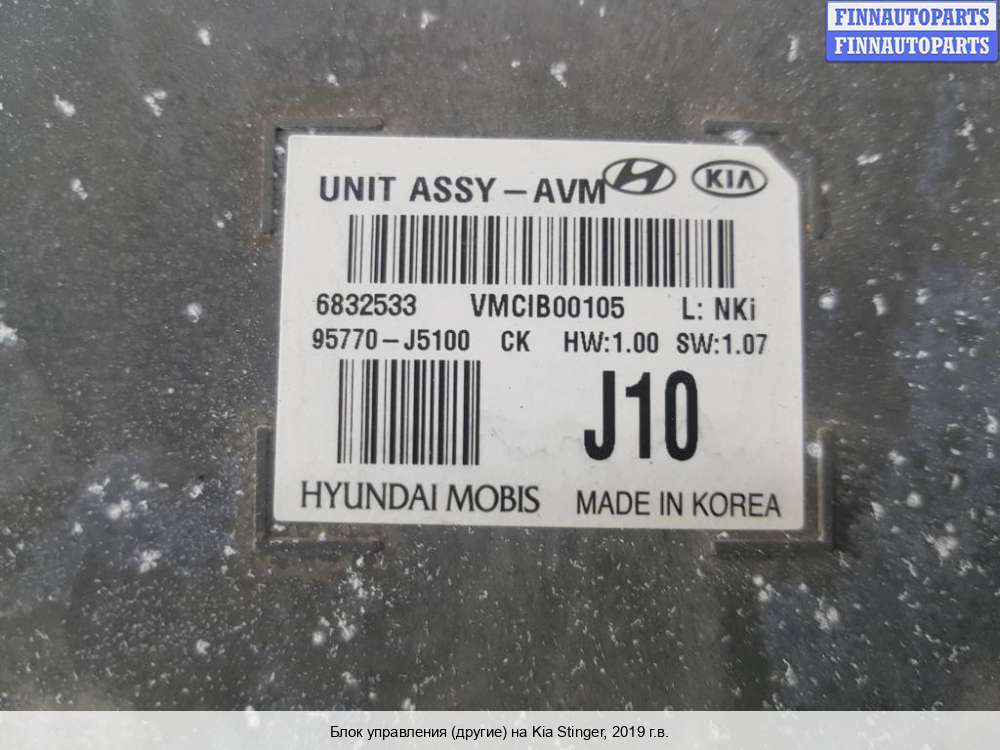 FINNAUTOPARTS
FINNAUTOPARTS
UNIT ASSY-AVM KIA
6832533 VMCIB00105 L: NKi
95770-J5100 CK HW:1.00 SW:1.07
J10
HYUNDAI MOBIS MADE IN KOREA
Блок управления (другие) на Kia Stinger, 2019 г.в.